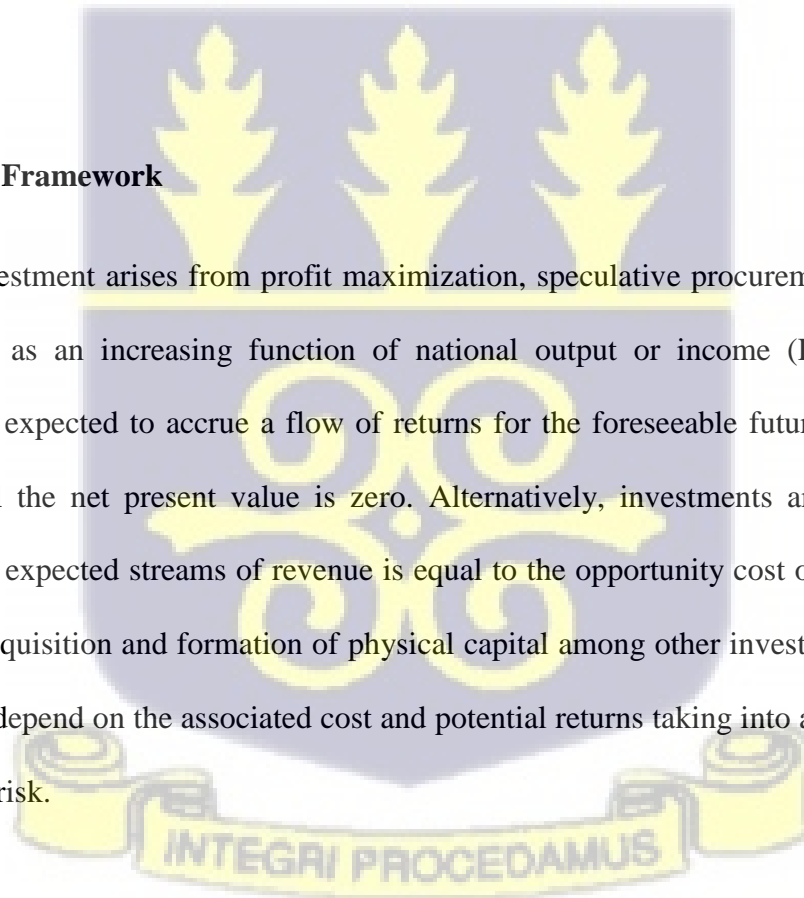 Framework
vestment arises from profit maximization, speculative procurem
as an increasing function of national output or income (I
expected to accrue a flow of returns for the foreseeable futur
the net present value is zero. Alternatively, investments a
expected streams of revenue is equal to the opportunity cost o
quisition and formation of physical capital among other invest
depend on the associated cost and potential returns taking into a
risk.
INTEGRI PROCEDAMUS